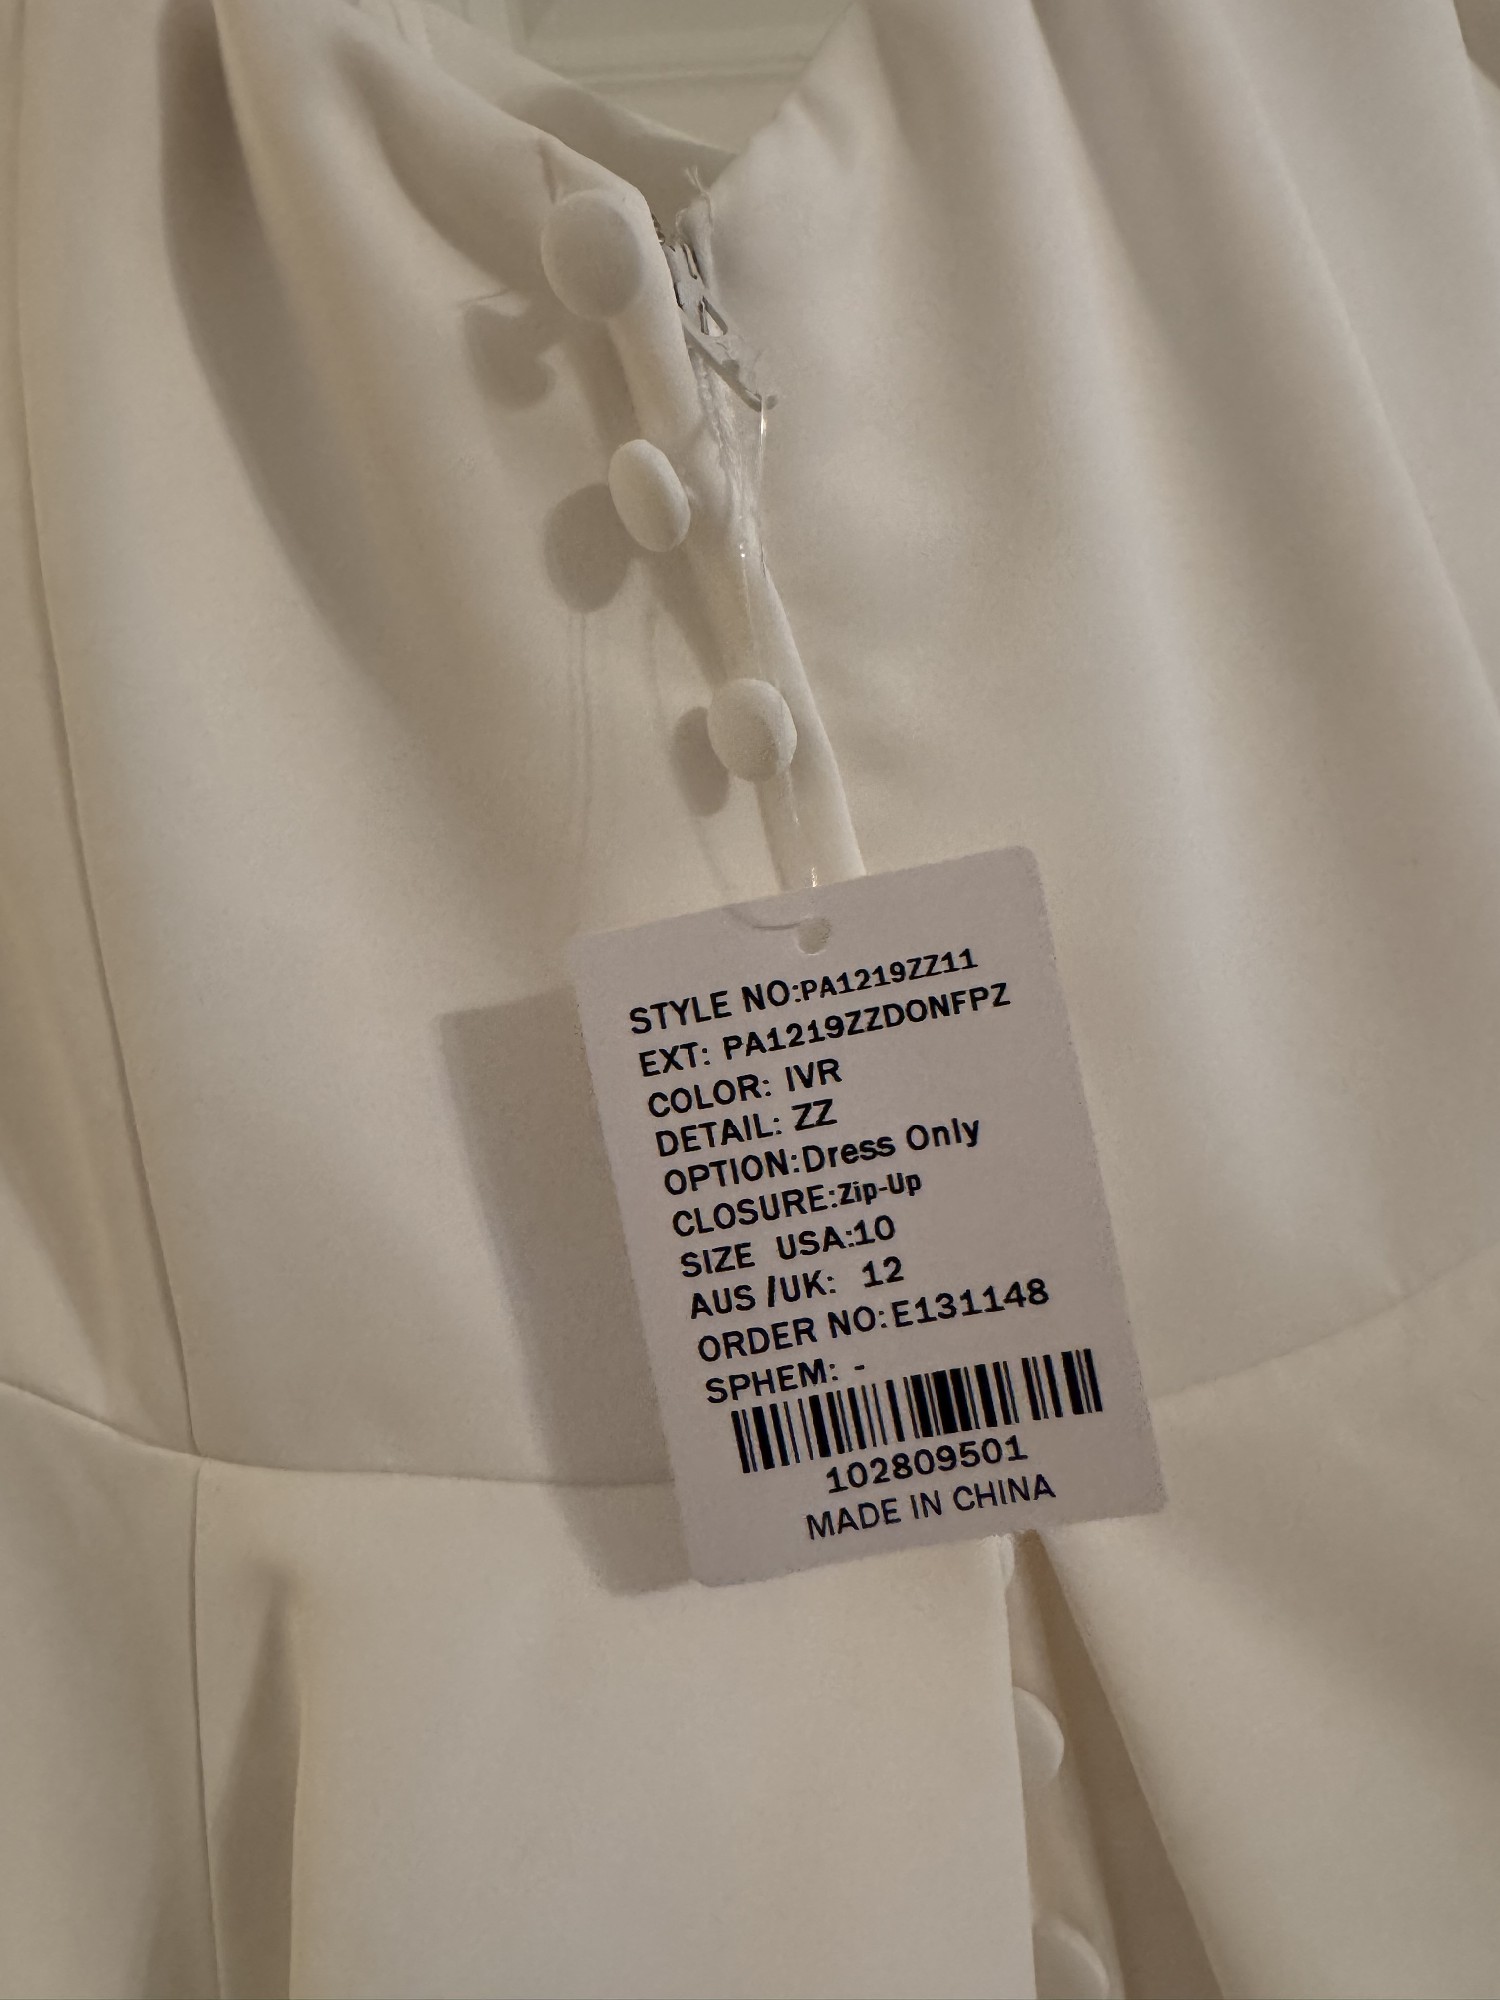 STYLE NO:PA1219ZZ11
EXT: PA1219ZZDONFPZ
COLOR: IVR
DETAIL: ZZ
OPTION:Dress Only
CLOSURE:Zip-Up
SIZE USA:10
AUS /UK: 12
ORDER NO:E131148
SPHEM: -
102809501
MADE IN CHINA